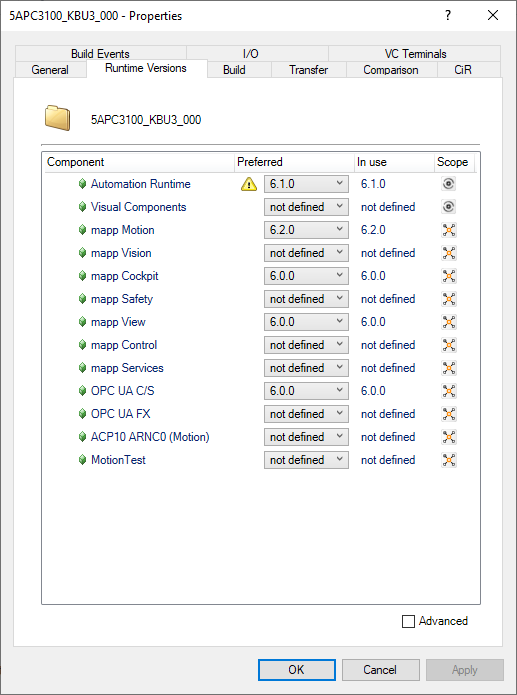 5APC3100_KBU3_000 - Properties ?
Build Events I/O VC Terminals
General Runtime Versions Build Transfer Comparison CiR
5APC3100_KBU3_000
Component Preferred In use Scope
Automation Runtime 6.1.0 6.1.0
Visual Components not defined not defined
mapp Motion 6.2.0 6.2.0
mapp Vision not defined not defined
mapp Cockpit 6.0.0 6.0.0
mapp Safety not defined not defined
mapp View 6.0.0 6.0.0
mapp Control not defined not defined
mapp Services not defined not defined
OPC UA C/S 6.0.0 6.0.0
OPC UA FX not defined not defined
ACP10 ARNC0 (Motion) not defined not defined
MotionTest not defined not defined
Advanced
OK Cancel Apply